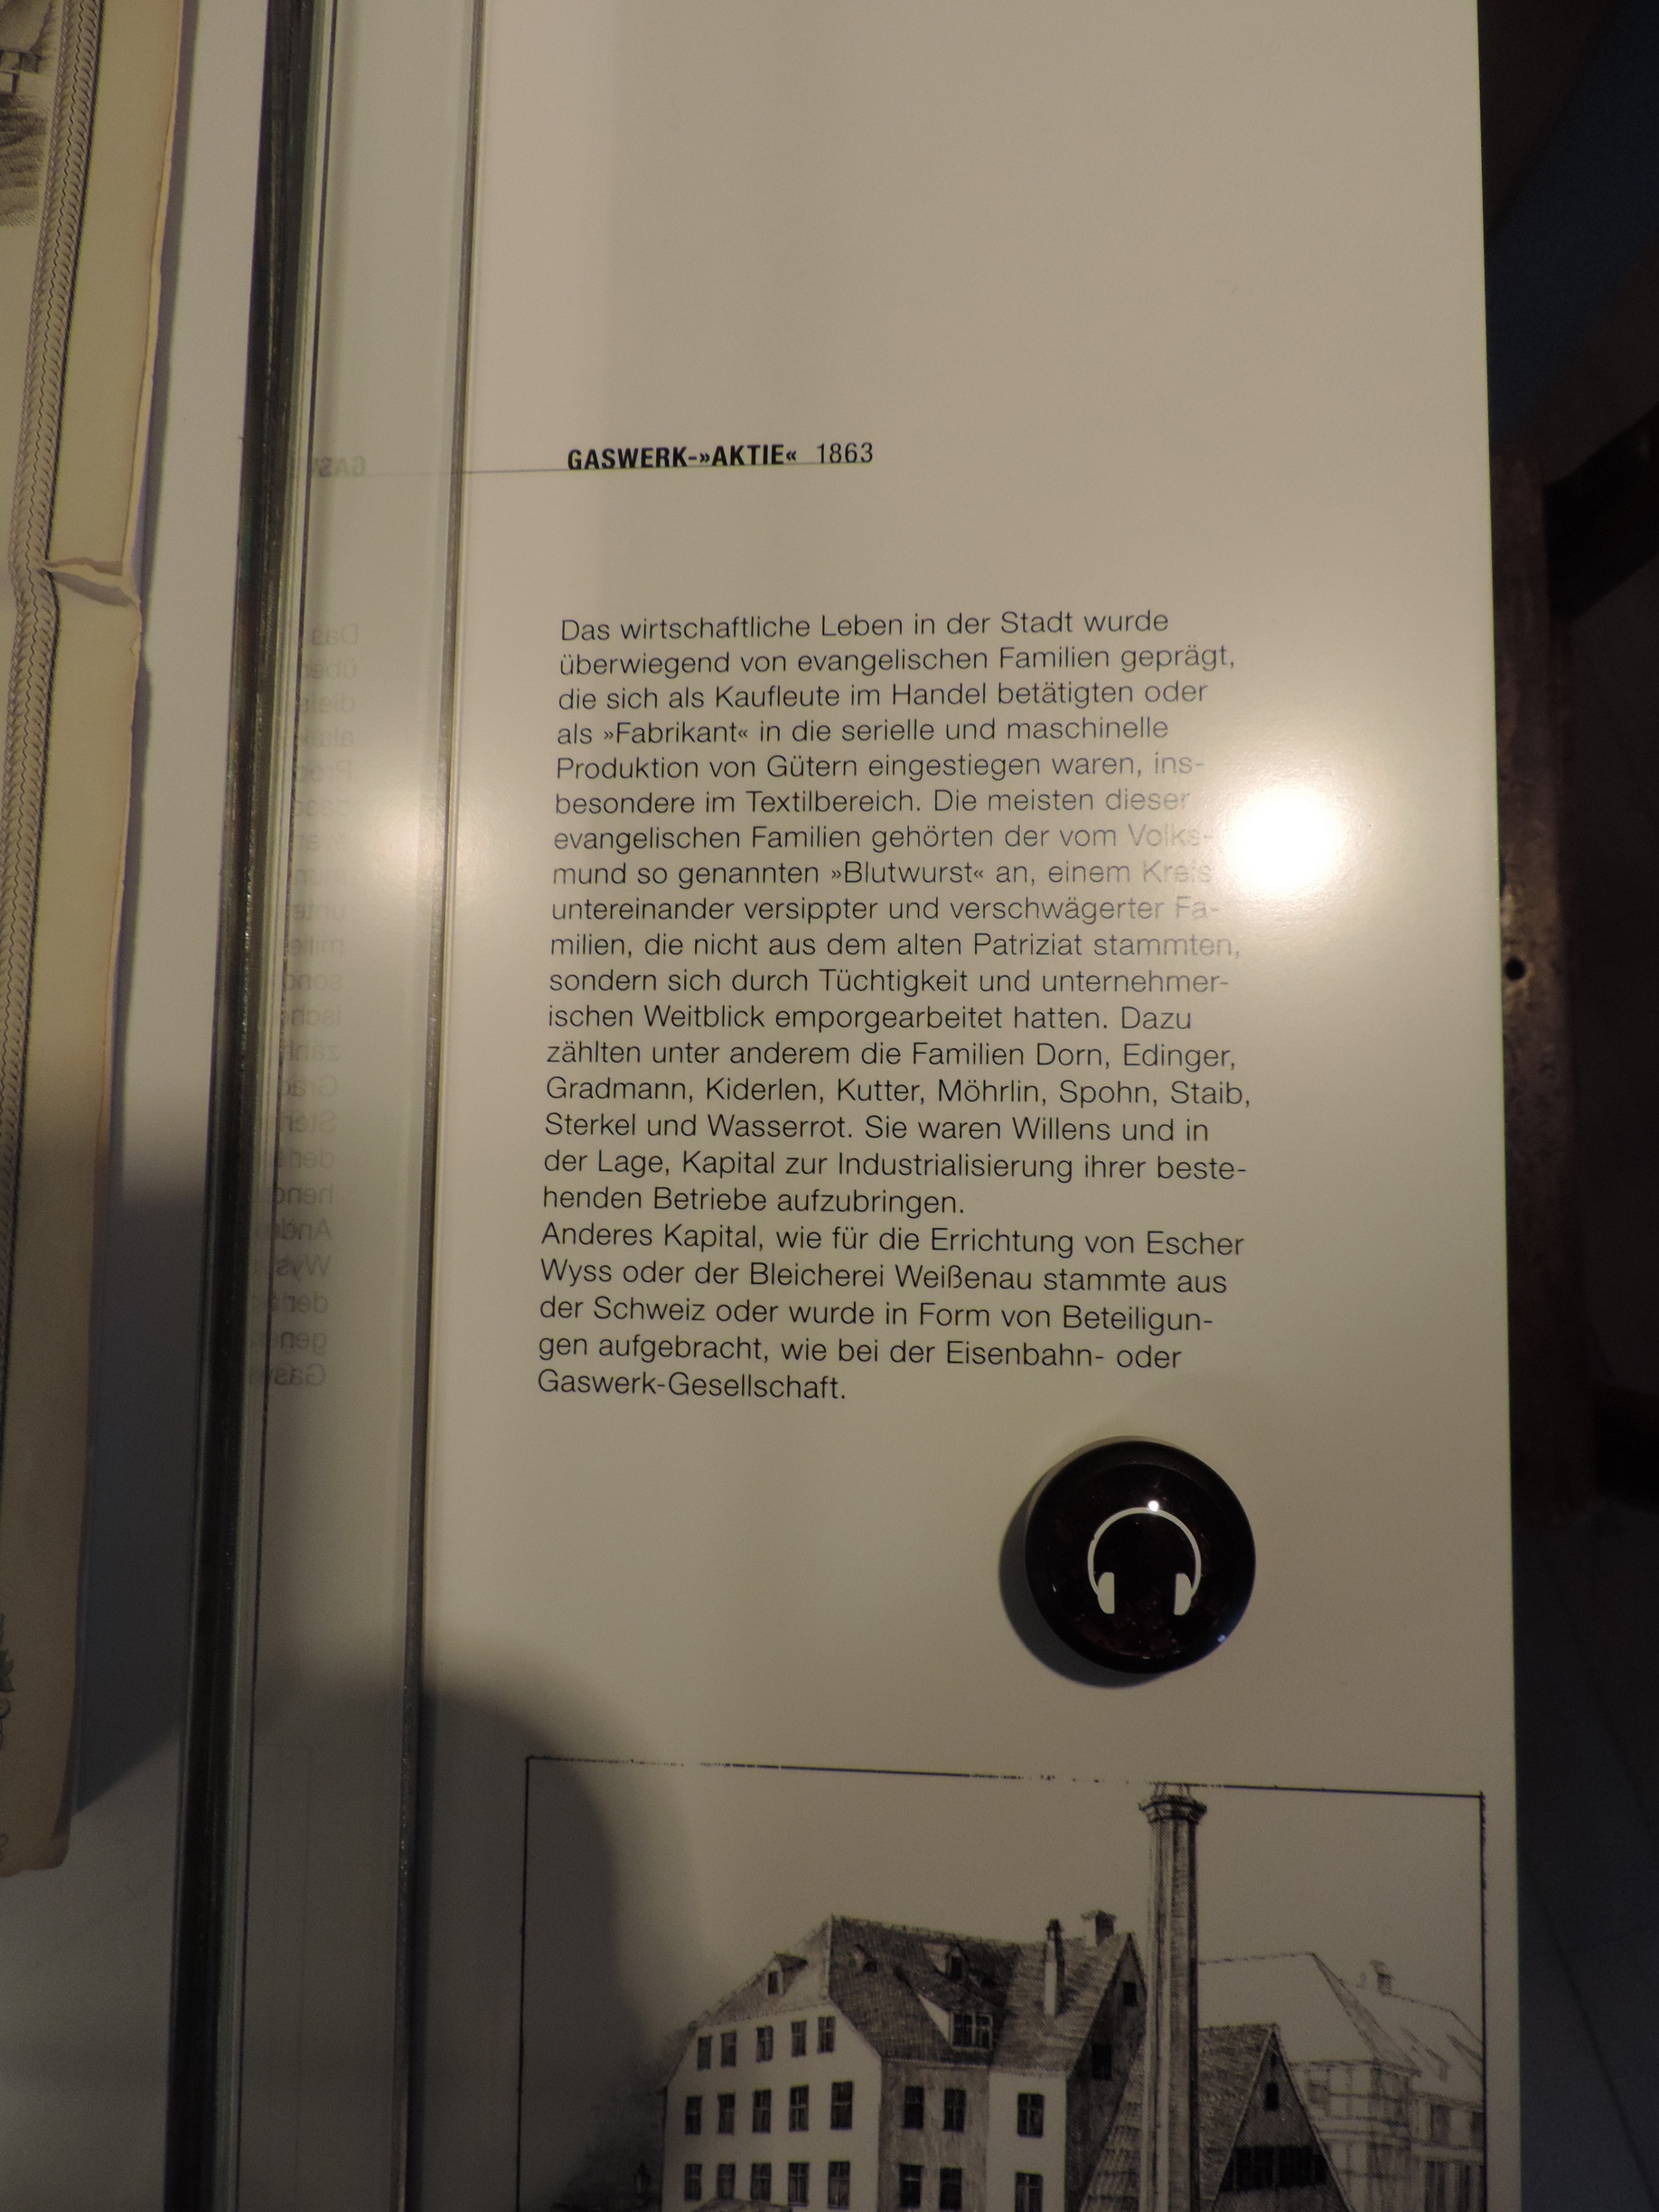 GASWERK-»AKTIE« 1863
Das wirtschaftliche Leben in der Stadt wurde
überwiegend von evangelischen Familien geprägt,
die sich als Kaufleute im Handel betätigten oder
als »Fabrikant« in die serielle und maschinelle
Produktion von Gütern eingestiegen waren, ins-
besondere im Textilbereich. Die meisten dieser
evangelischen Familien gehörten der vom Volks-
mund so genannten »Blutwurst« an, einem Kreis
untereinander versippter und verschwägerter Fa-
milien, die nicht aus dem alten Patriziat stammten,
sondern sich durch Tüchtigkeit und unternehmer-
ischen Weitblick emporgearbeitet hatten. Dazu
zählten unter anderem die Familien Dorn, Edinger,
Gradmann, Kiderlen, Kutter, Möhrlin, Spohn, Staib,
Sterkel und Wasserrot. Sie waren Willens und in
der Lage, Kapital zur Industrialisierung ihrer beste-
henden Betriebe aufzubringen.
Anderes Kapital, wie für die Errichtung von Escher
Wyss oder der Bleicherei Weißenau stammte aus
der Schweiz oder wurde in Form von Beteiligun-
gen aufgebracht, wie bei der Eisenbahn- oder
Gaswerk-Gesellschaft.